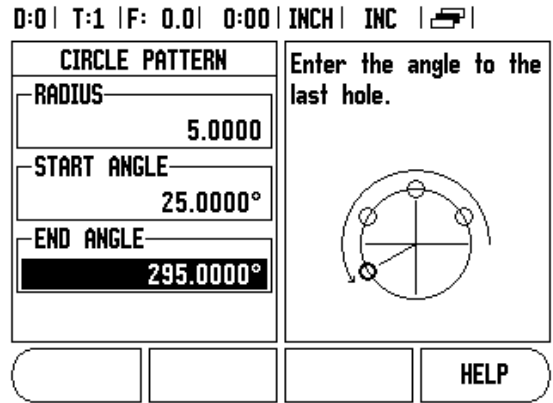 D:0| T:1 |F: 0.0| 0:00|INCH| INC |
CIRCLE PATTERN
RADIUS
5.0000
START ANGLE
25.0000°
END ANGLE
295.0000°
Enter the angle to the
last hole.
HELP